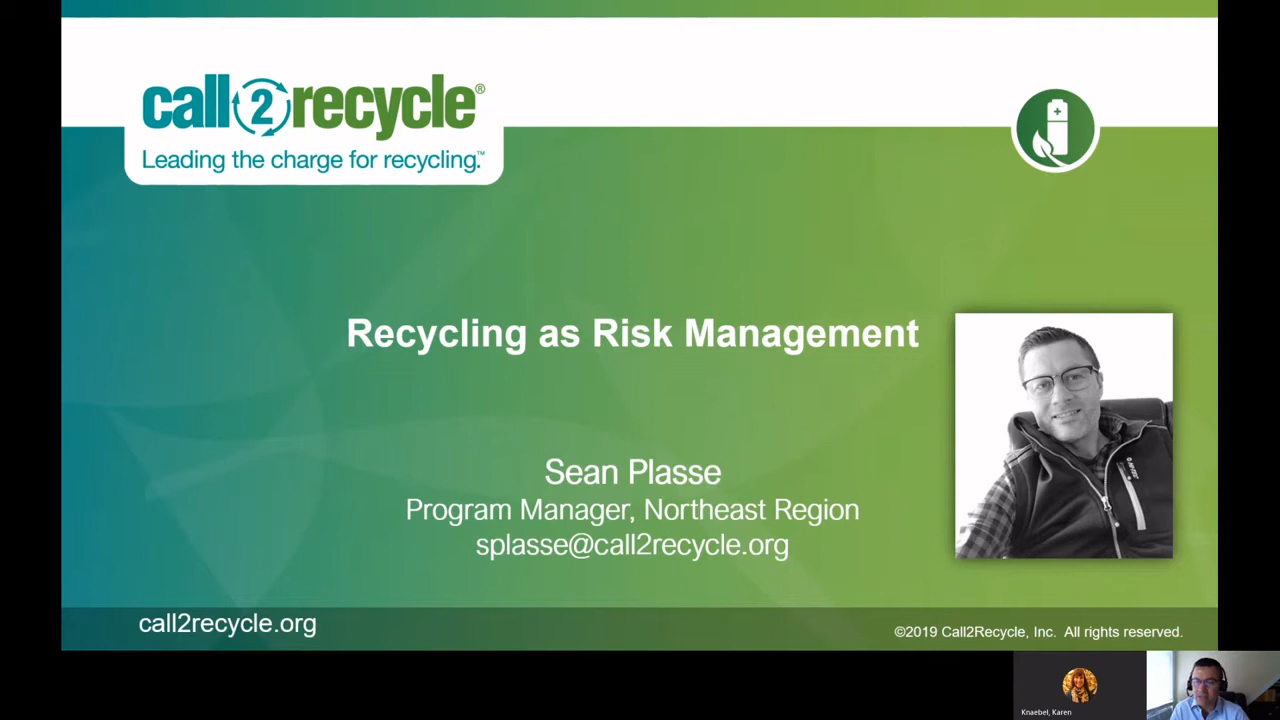 call2recycle®
Leading the charge for recycling.™
Recycling as Risk Management
Sean Plasse
Program Manager, Northeast Region
splasse@call2recycle.org
call2recycle.org
©2019 Call2Recycle, Inc. All rights reserved.
Knaebel, Karen